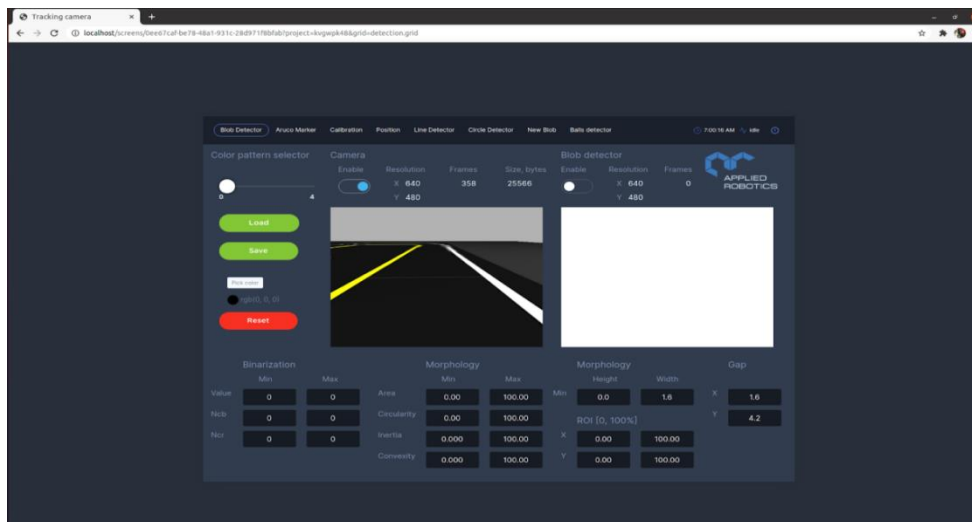 Tracking camera
localhost/screens/0ee67caf-be78-48a1-931c-28d971f8bfab?project=kvgwpk48&grid=detection.grid
Blob Detector Aruco Marker Calibration Position Line Detector Circle Detector New Blob Balls detector 7:00:16 AM Idle
Color pattern selector Camera Blob detector
Enable Resolution Frames Size, bytes Enable Resolution Frames
X 640 358 25566 X 640 0
Y 480 Y 480
APPLIED
ROBOTICS
0 4
Load
Save
Pick color
rgb(0, 0, 0)
Reset
Binarization Morphology Morphology Gap
Min Max Min Max Height Width
Value 0 0 Area 0.00 100.00 Min 0.0 1.6 X 1.6
Ncb 0 0 Circularity 0.00 100.00 ROI [0, 100%] Y 4.2
Ncr 0 0 Inertia 0.000 100.00 X 0.00 100.00
Convexity 0.000 100.00 Y 0.00 100.00